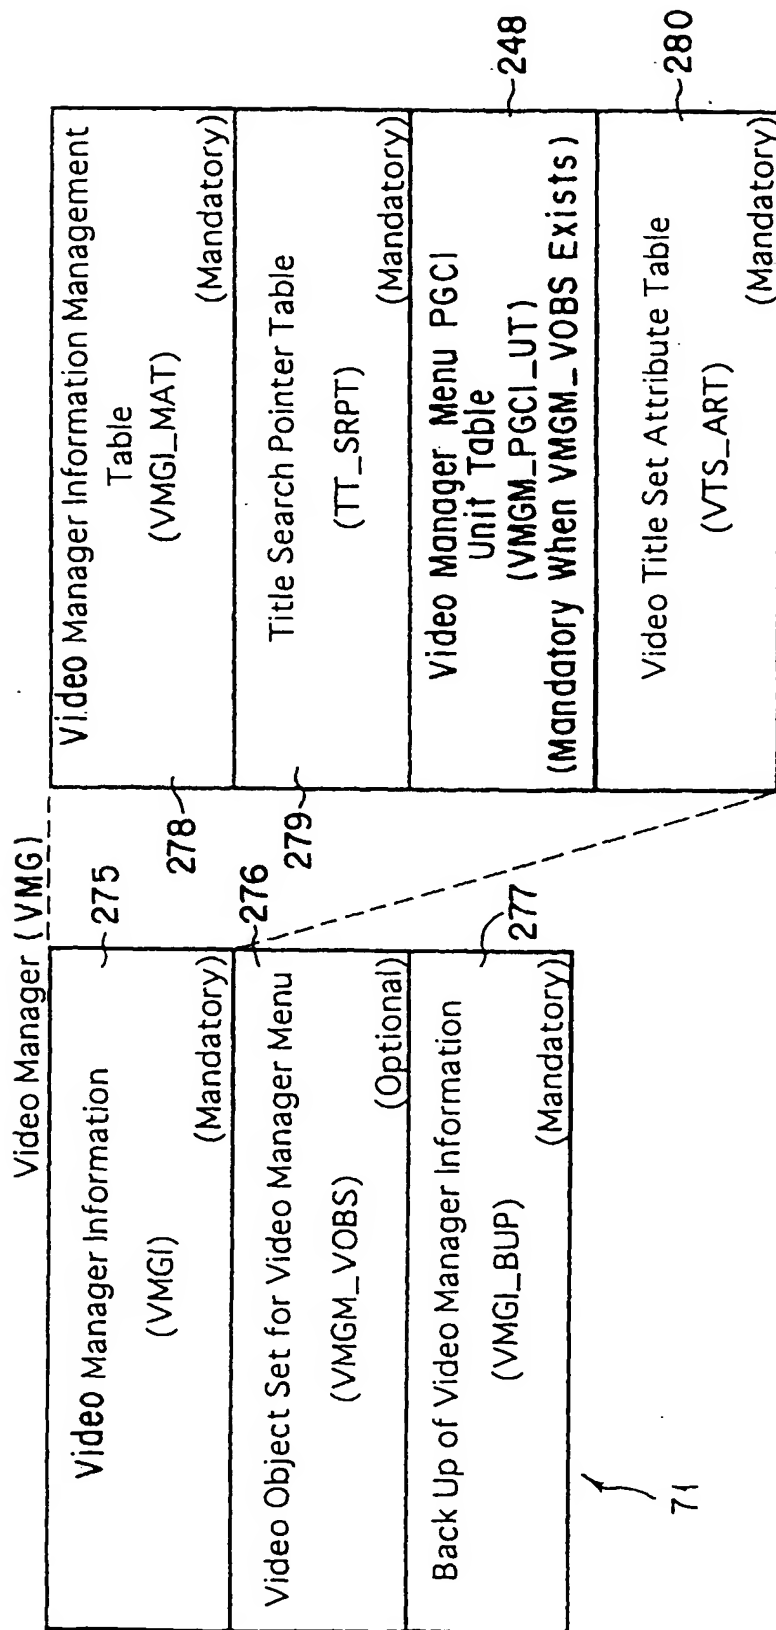 Video Manager (VMG)
Video Manager Information
(VMGI)
(Mandatory)
275
Video Object Set for Video Manager Menu
(VMGM_VOBS)
(Optional)
276
Back Up of Video Manager Information
(VMGI_BUP)
(Mandatory)
277
71
Video Manager Information Management
Table
(VMGI_MAT)
(Mandatory)
278
Title Search Pointer Table
(TT_SRPT)
(Mandatory)
279
Video Manager Menu PGCI
Unit Table
(VMGM_PGCI_UT)
(Mandatory When VMGM_VOBS Exists)
248
Video Title Set Attribute Table
(VTS_ART)
(Mandatory)
280